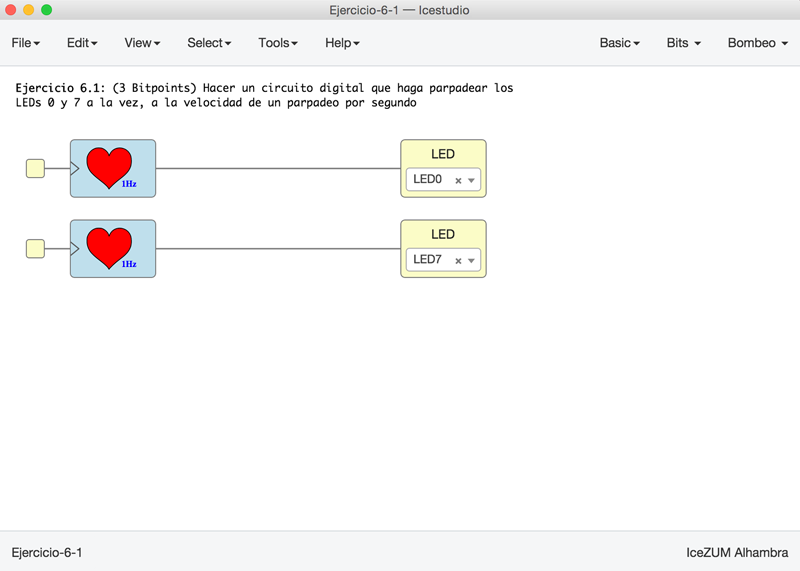 Ejercicio-6-1 — Icestudio
File Edit View Select Tools Help Basic Bits Bombeo
Ejercicio 6.1: (3 Bitpoints) Hacer un circuito digital que haga parpadear los
LEDs 0 y 7 a la vez, a la velocidad de un parpadeo por segundo
LED
1Hz
LED0
LED
1Hz
LED7
Ejercicio-6-1 IceZUM Alhambra